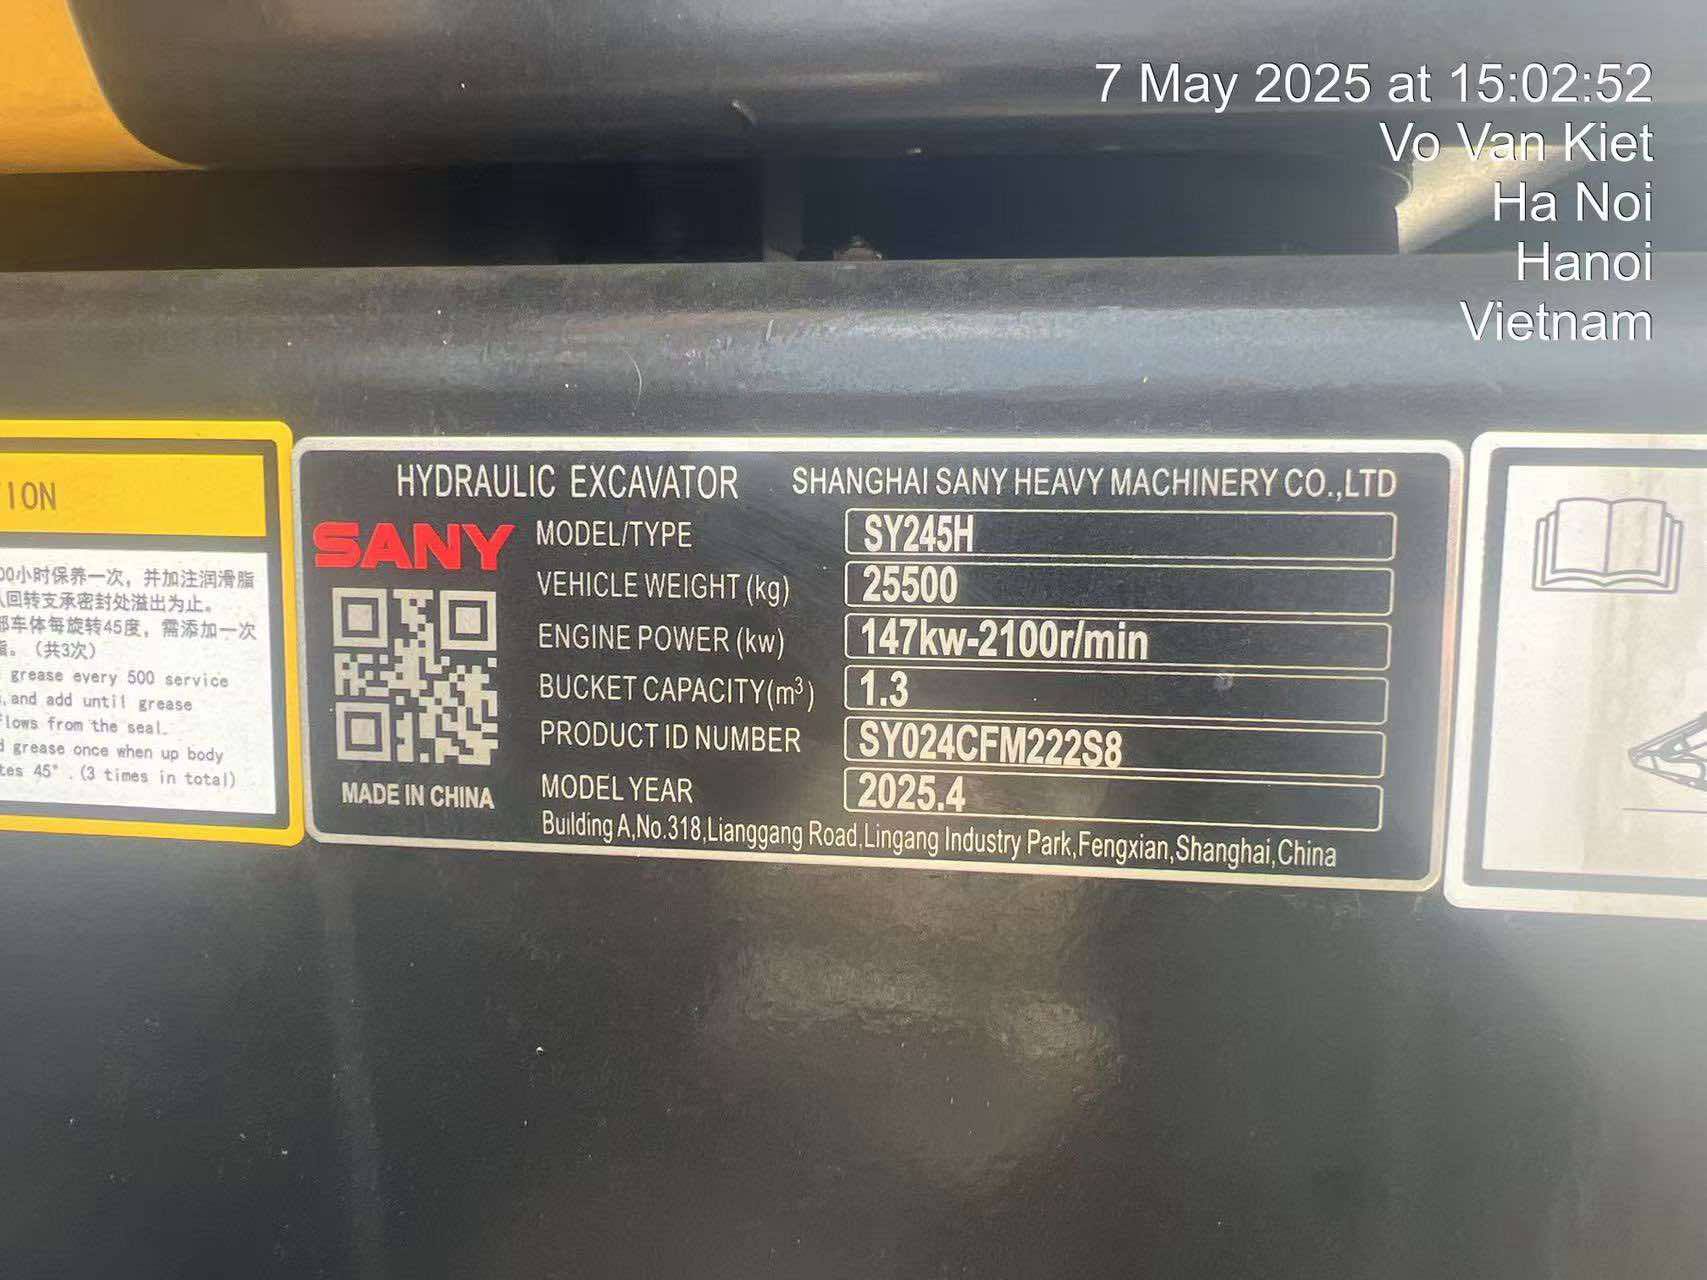 7 May 2025 at 15:02:52
Vo Van Kiet
Ha Noi
Hanoi
Vietnam
00小时保养一次，并加注润滑脂
回转支承密封处溢出为止。
部车体每旋转45度，需添加一次
脂。（共3次）
grease every 500 service
,and add until grease
flows from the seal.
grease once when up body
45°.(3 times in total)
HYDRAULIC EXCAVATOR SHANGHAI SANY HEAVY MACHINERY CO.,LTD
SANY
MODEL/TYPE SY245H
VEHICLE WEIGHT (kg) 25500
ENGINE POWER (kw) 147kw-2100r/min
BUCKET CAPACITY(m³) 1.3
PRODUCT ID NUMBER SY024CFM222S8
MODEL YEAR 2025.4
MADE IN CHINA
Building A,No.318,Lianggang Road,Lingang Industry Park,Fengxian,Shanghai,China